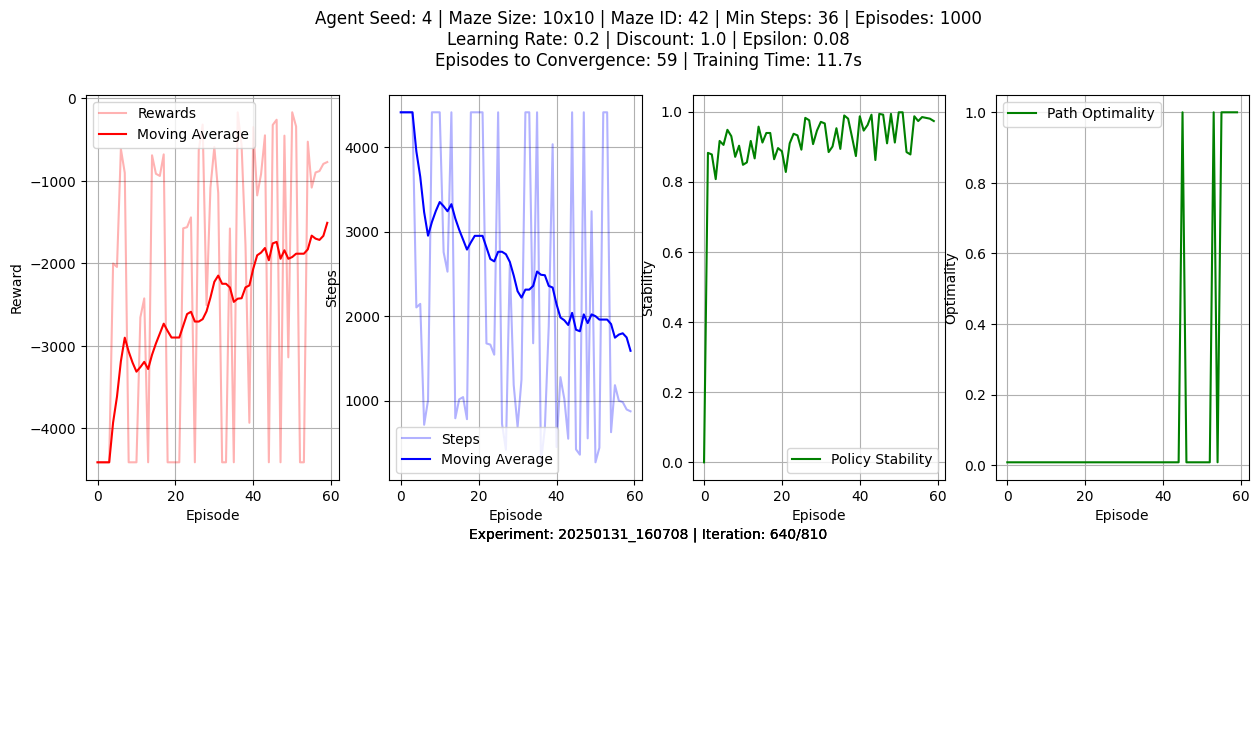 Agent Seed: 4 | Maze Size: 10x10 | Maze ID: 42 | Min Steps: 36 | Episodes: 1000
Learning Rate: 0.2 | Discount: 1.0 | Epsilon: 0.08
Episodes to Convergence: 59 | Training Time: 11.7s
Reward
0
−1000
−2000
−3000
−4000
Rewards
Moving Average
0 20 40 60
Episode
Steps
4000
3000
2000
1000
Steps
Moving Average
0 20 40 60
Episode
Stability
1.0
0.8
0.6
0.4
0.2
0.0
Policy Stability
0 20 40 60
Episode
Optimality
1.0
0.8
0.6
0.4
0.2
0.0
Path Optimality
0 20 40 60
Episode
Experiment: 20250131_160708 | Iteration: 640/810